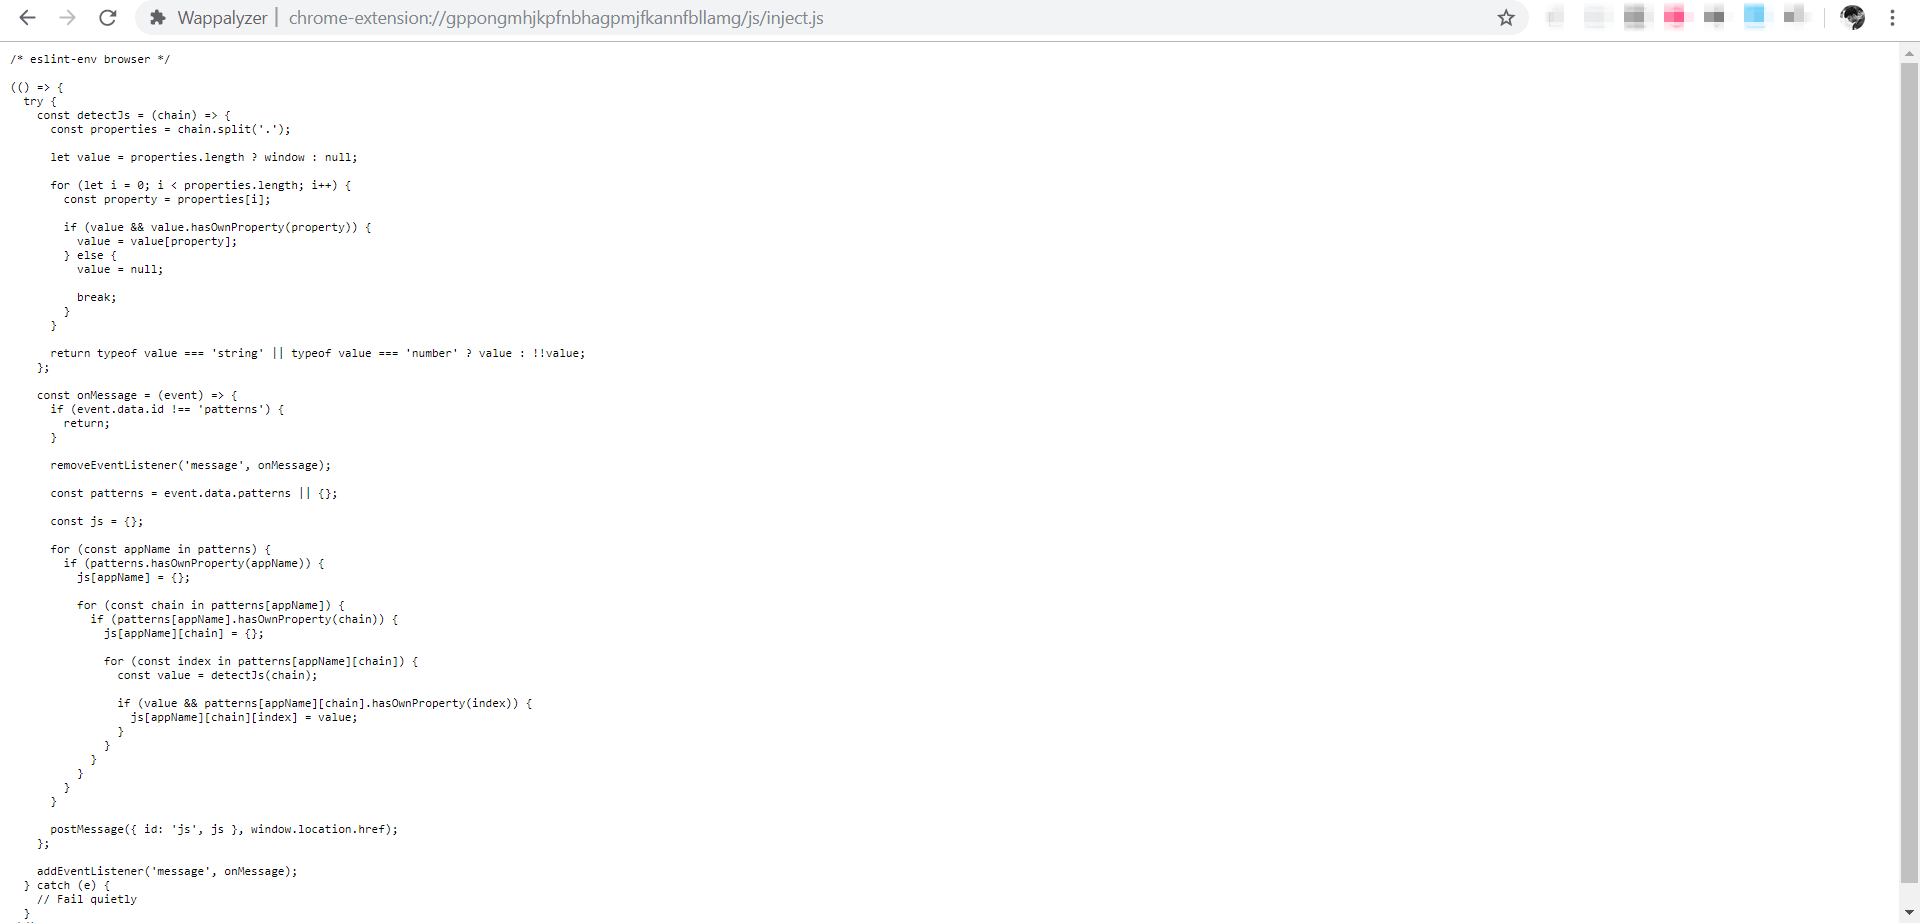 Wappalyzer | chrome-extension://gppongmhjkpfnbhagpmjfkannfbllamg/js/inject.js
/* eslint-env browser */
(() => {
  try {
    const detectJs = (chain) => {
      const properties = chain.split('.');
      let value = properties.length ? window : null;
      for (let i = 0; i < properties.length; i++) {
        const property = properties[i];
        if (value && value.hasOwnProperty(property)) {
          value = value[property];
        } else {
          value = null;
          break;
        }
      }
      return typeof value === 'string' || typeof value === 'number' ? value : !!value;
    };
    const onMessage = (event) => {
      if (event.data.id !== 'patterns') {
        return;
      }
      removeEventListener('message', onMessage);
      const patterns = event.data.patterns || {};
      const js = {};
      for (const appName in patterns) {
        if (patterns.hasOwnProperty(appName)) {
          js[appName] = {};
          for (const chain in patterns[appName]) {
            if (patterns[appName].hasOwnProperty(chain)) {
              js[appName][chain] = {};
              for (const index in patterns[appName][chain]) {
                const value = detectJs(chain);
                if (value && patterns[appName][chain].hasOwnProperty(index)) {
                  js[appName][chain][index] = value;
                }
              }
            }
          }
        }
      }
      postMessage({ id: 'js', js }, window.location.href);
    };
    addEventListener('message', onMessage);
  } catch (e) {
    // Fail quietly
  }